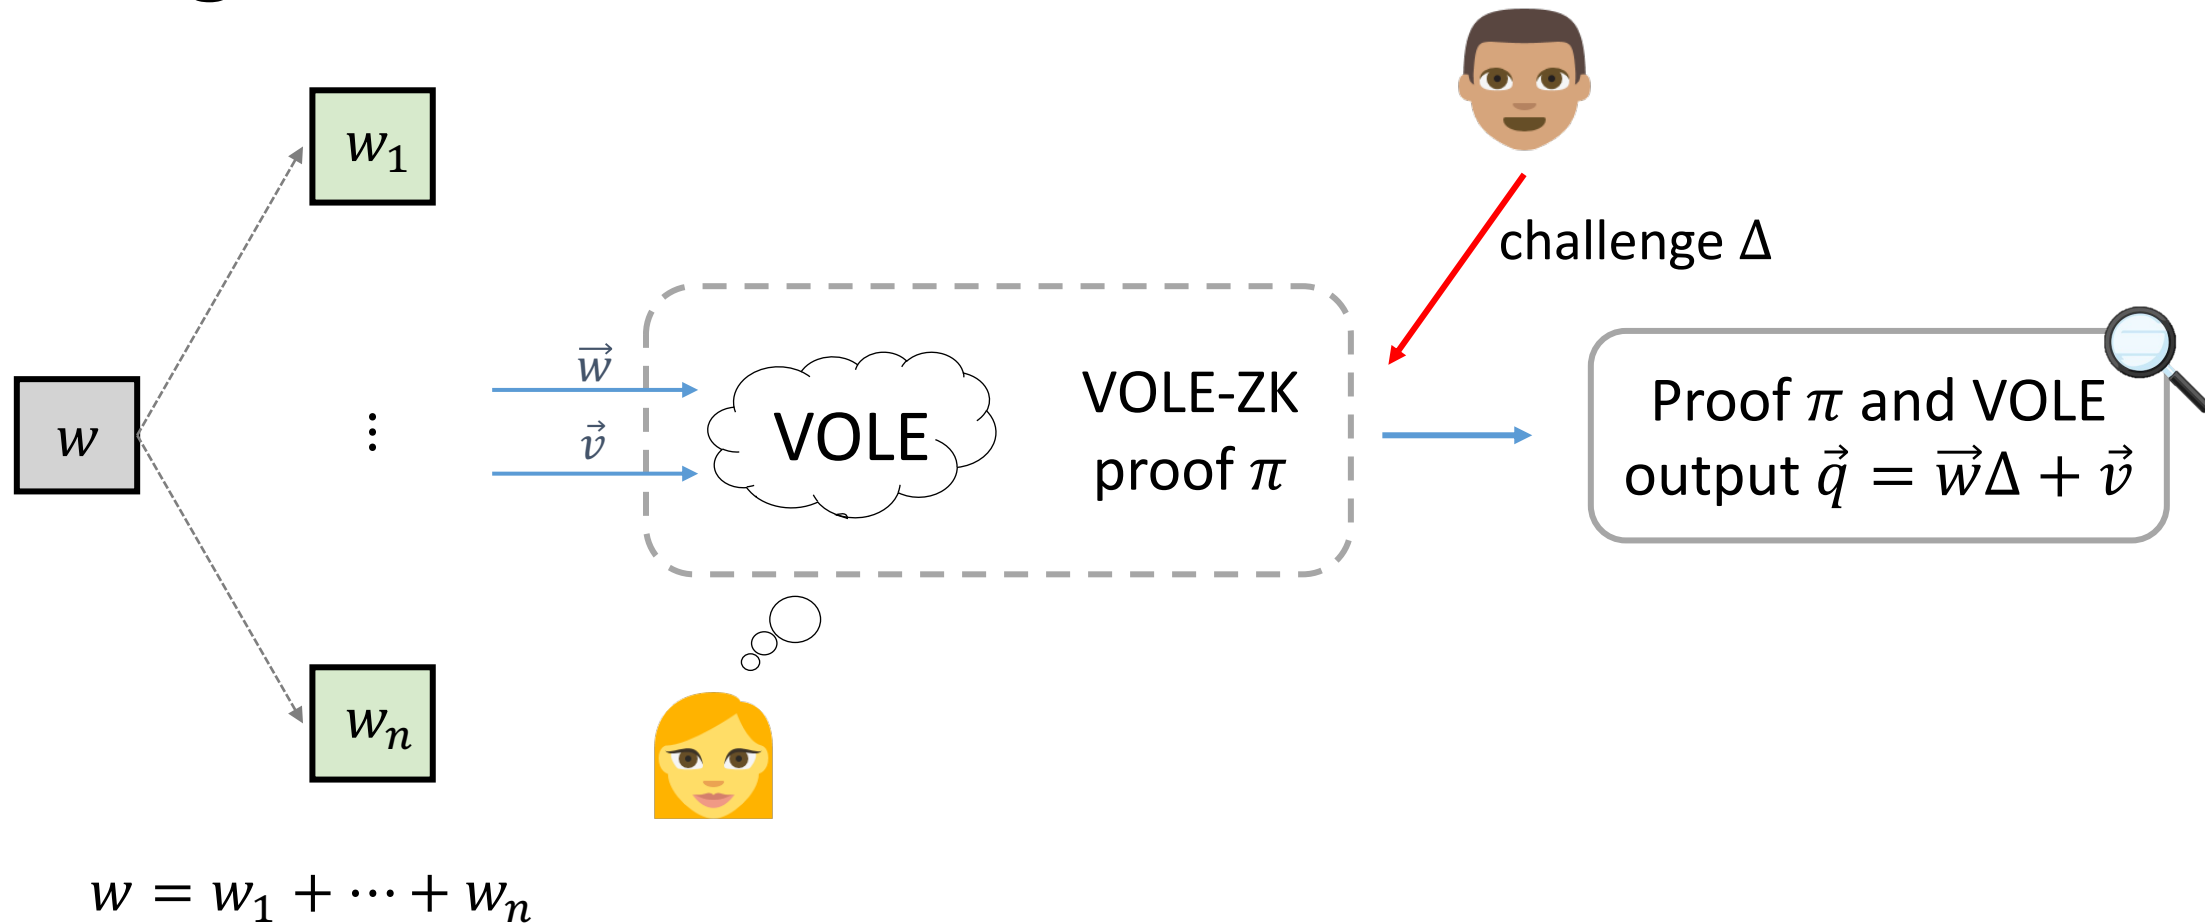 w₁
challenge Δ
w
⋮
w⃗
v⃗
VOLE
VOLE-ZK
proof π
Proof π and VOLE
output q⃗ = w⃗Δ + v⃗
wₙ
w = w₁ + ⋯ + wₙ